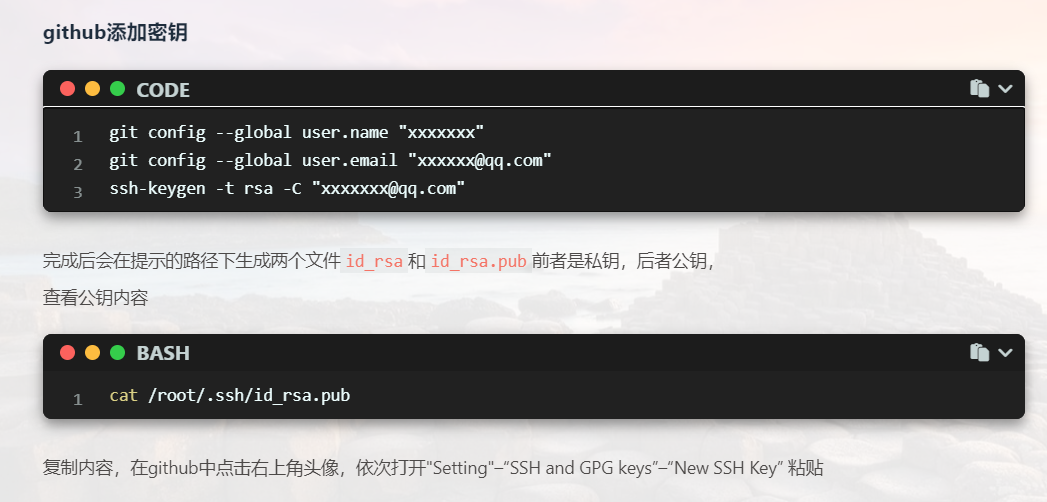 github添加密钥
CODE
1 git config --global user.name "xxxxxxx"
2 git config --global user.email "xxxxxx@qq.com"
3 ssh-keygen -t rsa -C "xxxxxxx@qq.com"
完成后会在提示的路径下生成两个文件 id_rsa 和 id_rsa.pub 前者是私钥，后者公钥，
查看公钥内容
BASH
1 cat /root/.ssh/id_rsa.pub
复制内容，在github中点击右上角头像，依次打开"Setting"–“SSH and GPG keys”–“New SSH Key” 粘贴